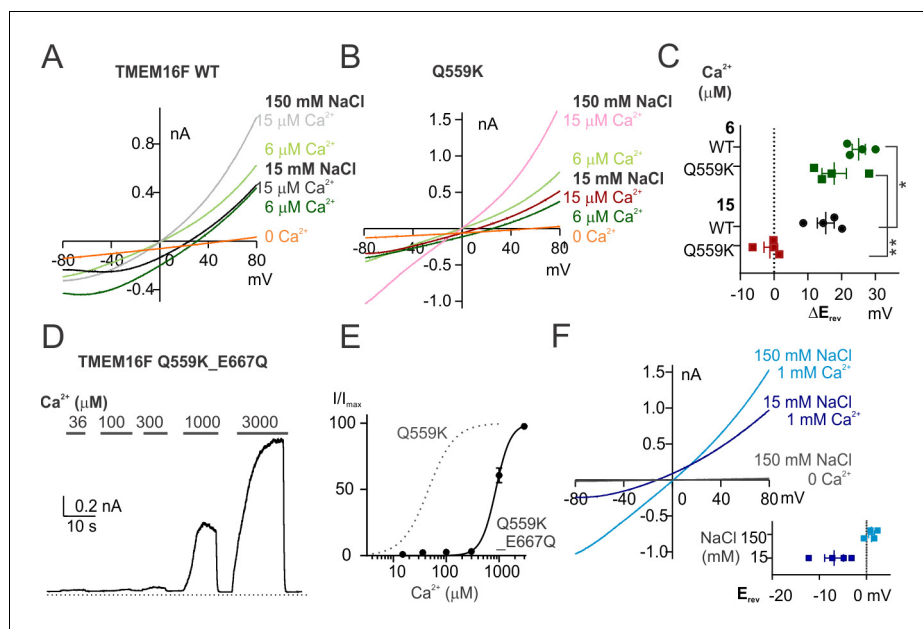 A
TMEM16F WT
150 mM NaCl
nA
15 μM Ca²⁺
0.8
6 μM Ca²⁺
0.4
15 mM NaCl
15 μM Ca²⁺
6 μM Ca²⁺
0 Ca²⁺
-80
-40
0
40
80
mV
-0.4
B
Q559K
150 mM NaCl
1.5
nA
15 μM Ca²⁺
1.0
6 μM Ca²⁺
0.5
15 mM NaCl
15 μM Ca²⁺
6 μM Ca²⁺
0 Ca²⁺
-80
-40
0
40
80
mV
-0.5
-1.0
C
Ca²⁺
(μM)
6
WT
Q559K
15
WT
Q559K
*
**
-10 0 10 20 30
ΔErev mV
D
TMEM16F Q559K_E667Q
Ca²⁺ (μM)
36 100 300 1000 3000
0.2 nA
10 s
E
I/Imax
100
Q559K
50
Q559K
_E667Q
0
10 100 1000
Ca²⁺ (μM)
F
150 mM NaCl
1 mM Ca²⁺
nA
1.5
15 mM NaCl
1 mM Ca²⁺
1.0
0.5
150 mM NaCl
0 Ca²⁺
-80
-40
0
40
80 mV
-0.5
-1.0
NaCl
(mM)
150
15
Erev
-20 -10 0 mV